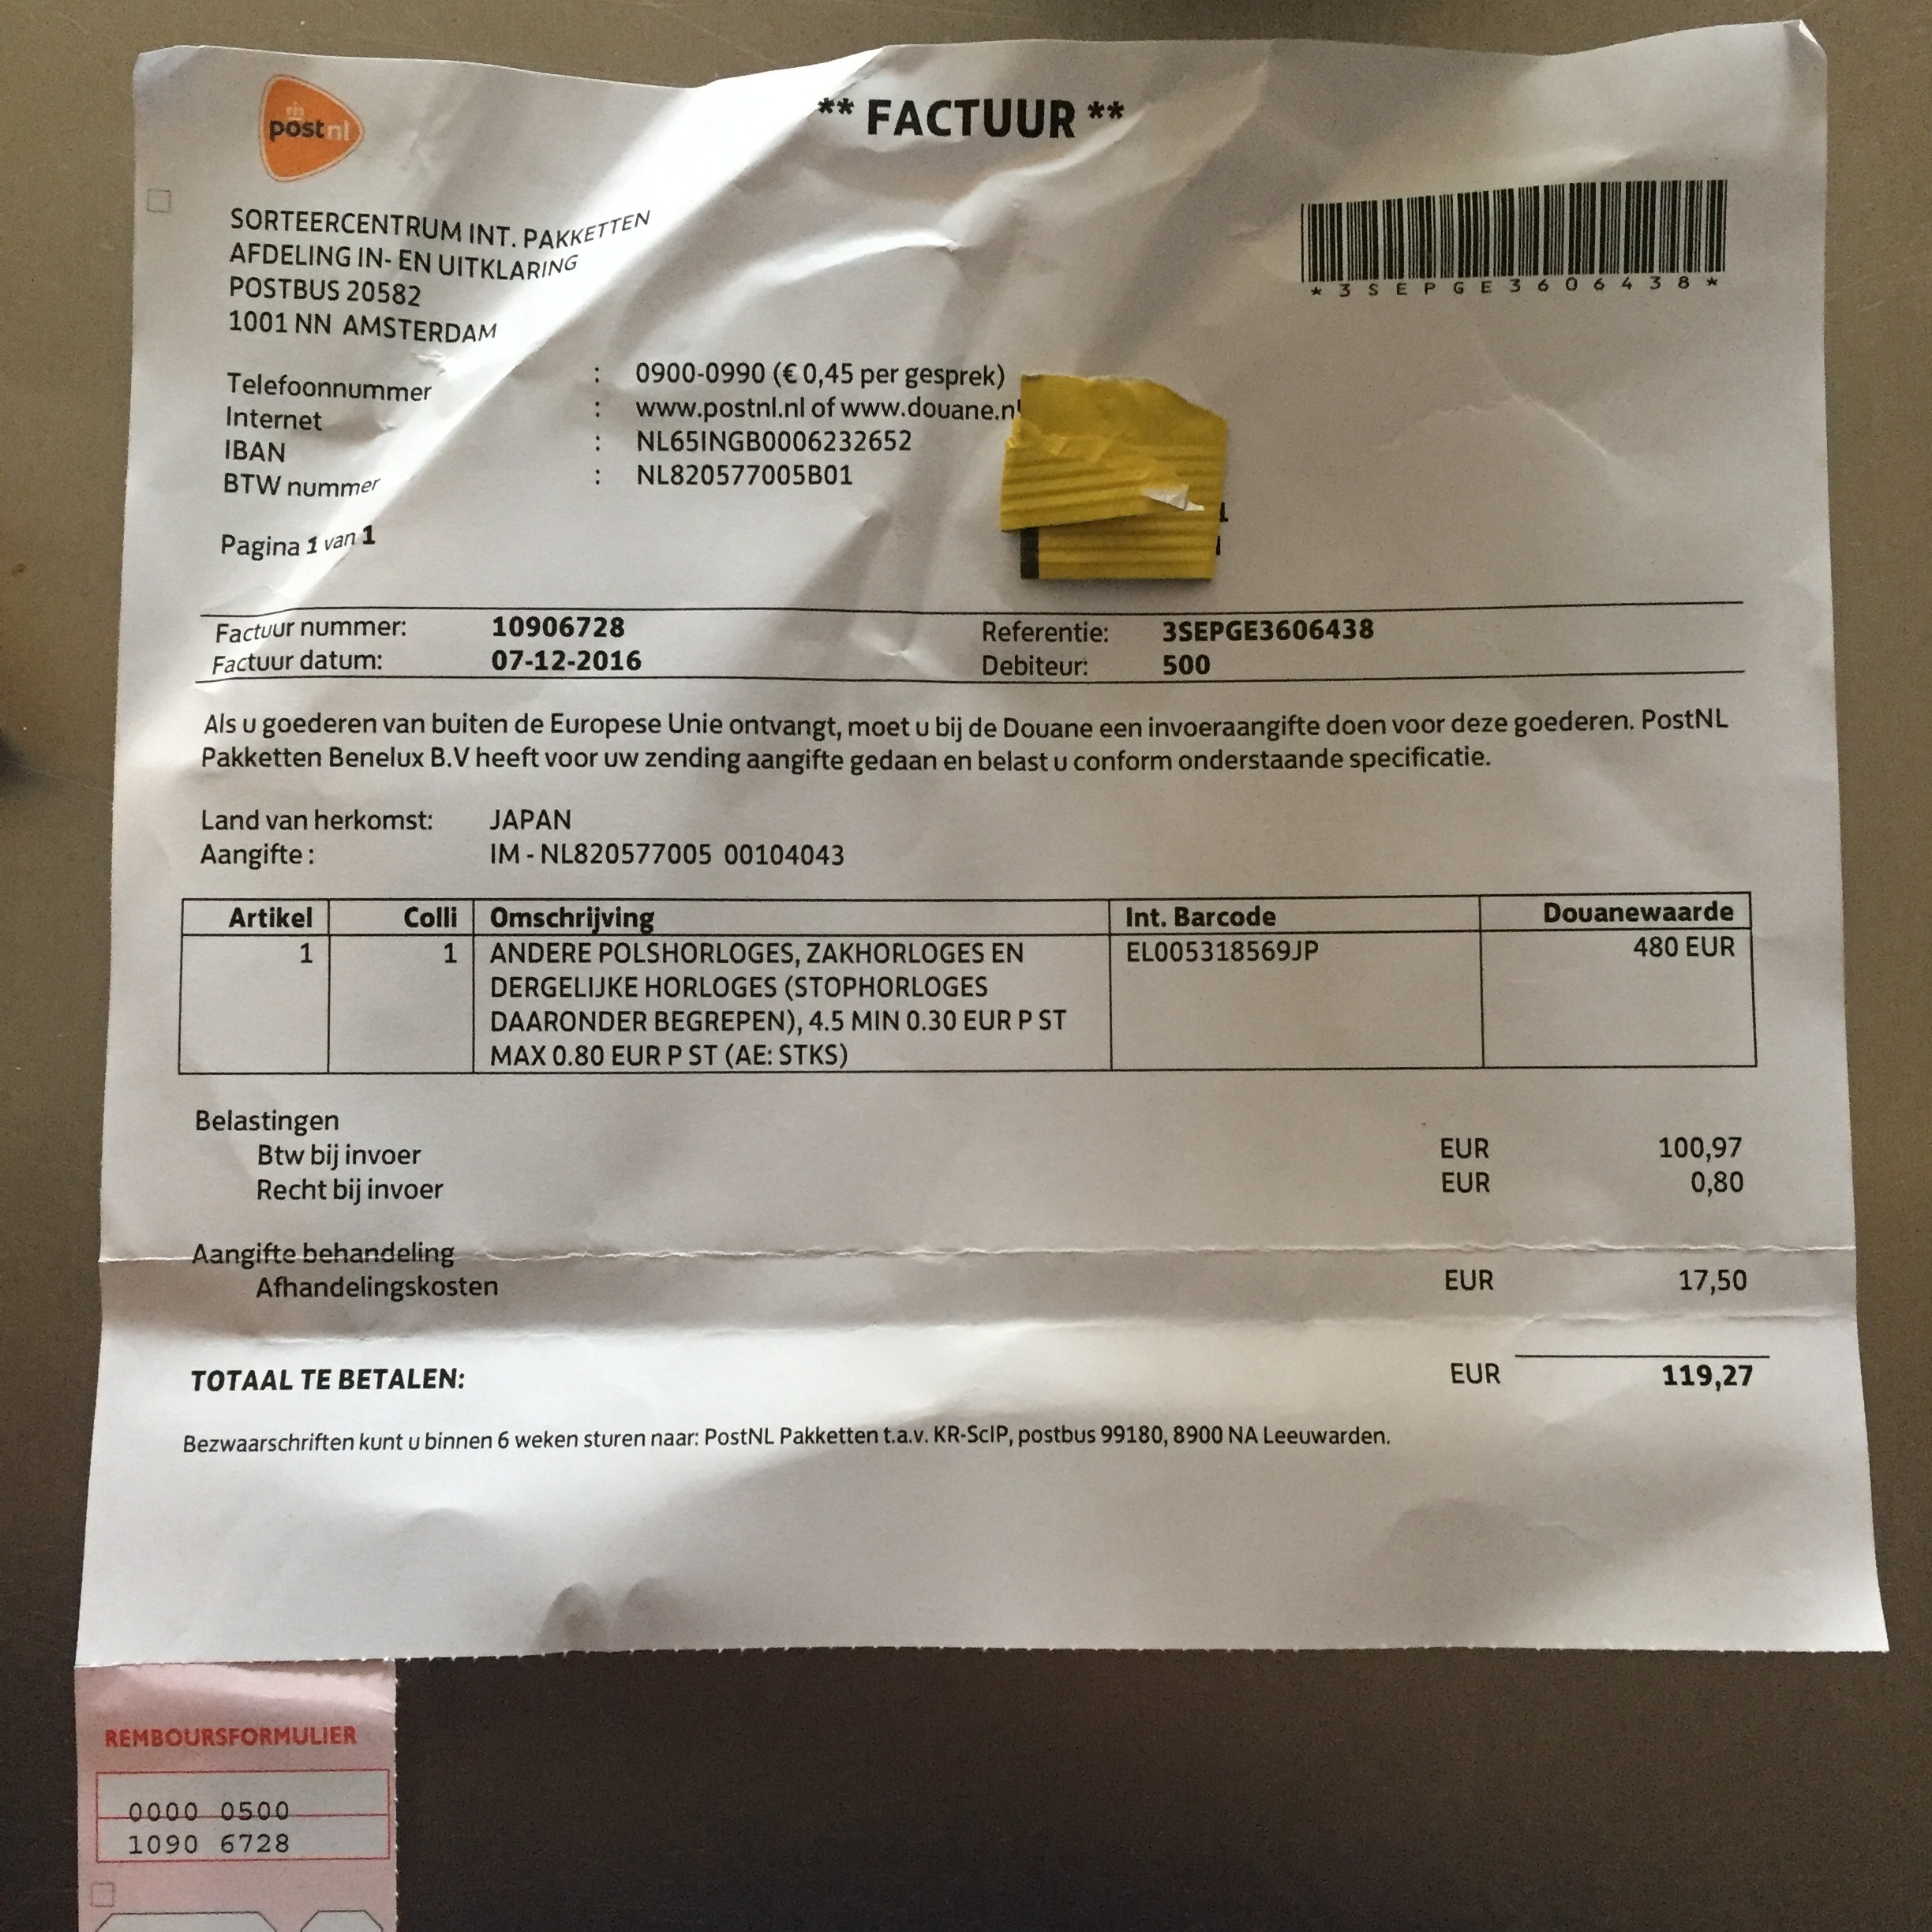 postnl
** FACTUUR **
*3SEPGE3606438*
SORTEERCENTRUM INT. PAKKETTEN
AFDELING IN- EN UITKLARING
POSTBUS 20582
1001 NN AMSTERDAM
Telefoonnummer : 0900-0990 (€ 0,45 per gesprek)
Internet : www.postnl.nl of www.douane.nl
IBAN : NL65INGB0006232652
BTW nummer : NL820577005B01
Pagina 1 van 1
Factuur nummer: 10906728 Referentie: 3SEPGE3606438
Factuur datum: 07-12-2016 Debiteur: 500
Als u goederen van buiten de Europese Unie ontvangt, moet u bij de Douane een invoeraangifte doen voor deze goederen. PostNL
Pakketten Benelux B.V heeft voor uw zending aangifte gedaan en belast u conform onderstaande specificatie.
Land van herkomst: JAPAN
Aangifte : IM - NL820577005 00104043
Artikel Colli Omschrijving Int. Barcode Douanewaarde
1 1 ANDERE POLSHORLOGES, ZAKHORLOGES EN EL005318569JP 480 EUR
DERGELIJKE HORLOGES (STOPHORLOGES
DAARONDER BEGREPEN), 4.5 MIN 0.30 EUR P ST
MAX 0.80 EUR P ST (AE: STKS)
Belastingen
Btw bij invoer EUR 100,97
Recht bij invoer EUR 0,80
Aangifte behandeling
Afhandelingskosten EUR 17,50
TOTAAL TE BETALEN: EUR 119,27
Bezwaarschriften kunt u binnen 6 weken sturen naar: PostNL Pakketten t.a.v. KR-ScIP, postbus 99180, 8900 NA Leeuwarden.
REMBOURSFORMULIER
0000 0500
1090 6728